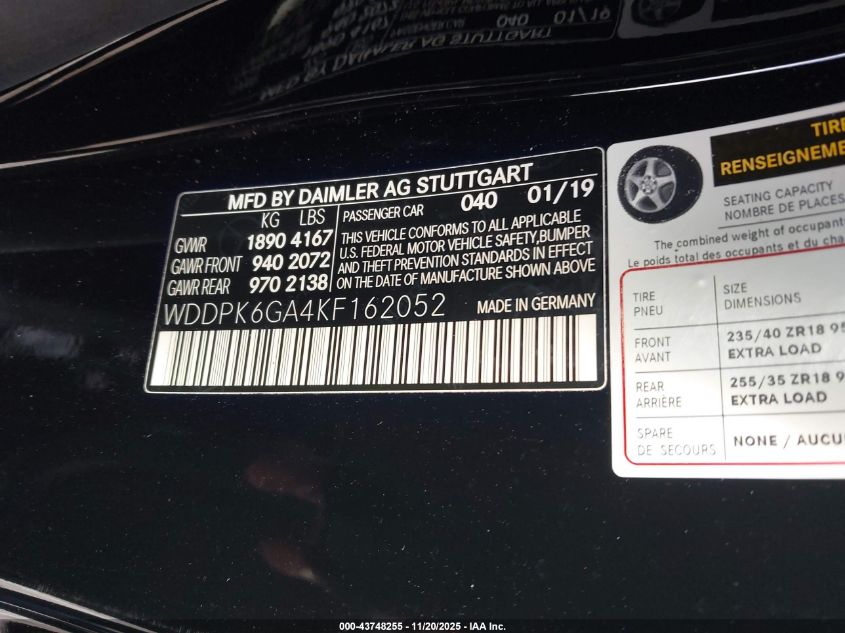 MFD BY DAIMLER AG STUTTGART
KG LBS
GVWR 1890 4167
GAWR FRONT 940 2072
GAWR REAR 970 2138
PASSENGER CAR 040 01/19
THIS VEHICLE CONFORMS TO ALL APPLICABLE
U.S. FEDERAL MOTOR VEHICLE SAFETY, BUMPER
AND THEFT PREVENTION STANDARDS IN EFFECT
ON THE DATE OF MANUFACTURE SHOWN ABOVE
WDDPK6GA4KF162052 MADE IN GERMANY
TIRE
RENSEIGNEME
SEATING CAPACITY
NOMBRE DE PLACES
The combined weight of occupants
Le poids total des occupants et du cha
TIRE
PNEU
SIZE
DIMENSIONS
FRONT
AVANT
235/40 ZR18 95
EXTRA LOAD
REAR
ARRIÈRE
255/35 ZR18 9
EXTRA LOAD
SPARE
DE SECOURS
NONE / AUCU
000-43748255 - 11/20/2025 - IAA Inc.